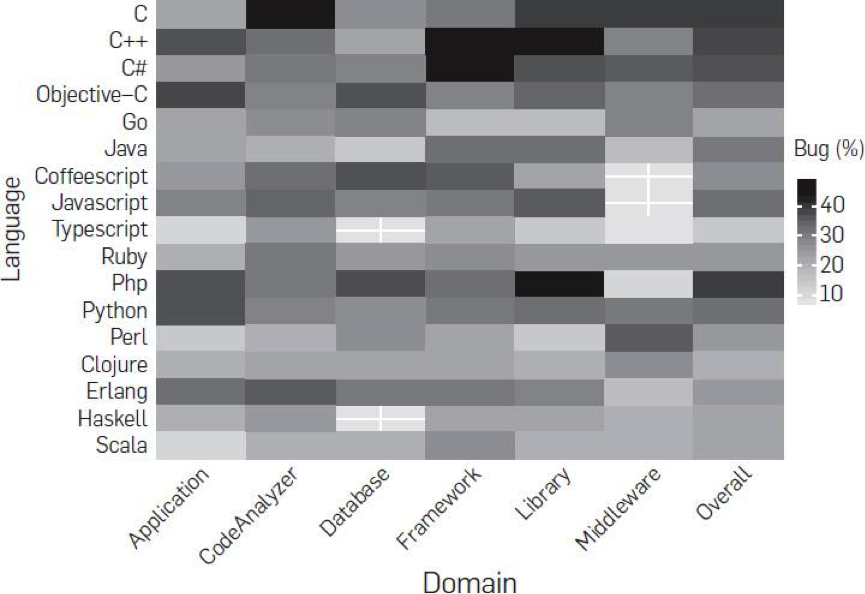 C
C++
C#
Objective–C
Go
Java
Coffeescript
Javascript
Typescript
Ruby
Php
Python
Perl
Clojure
Erlang
Haskell
Scala
Language
Application
CodeAnalyzer
Database
Framework
Library
Middleware
Overall
Domain
Bug (%)
40
30
20
10